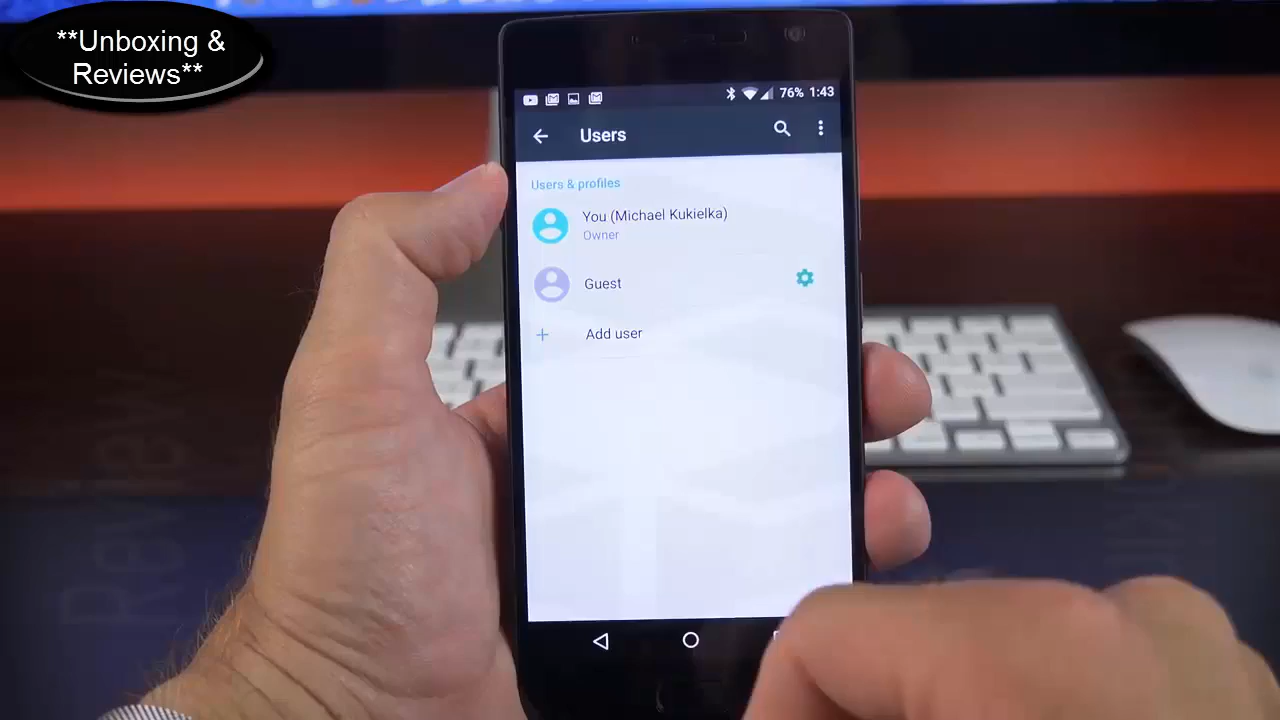 **Unboxing &
Reviews**
76% 1:43
Users
Users & profiles
You (Michael Kukielka)
Owner
Guest
+ Add user